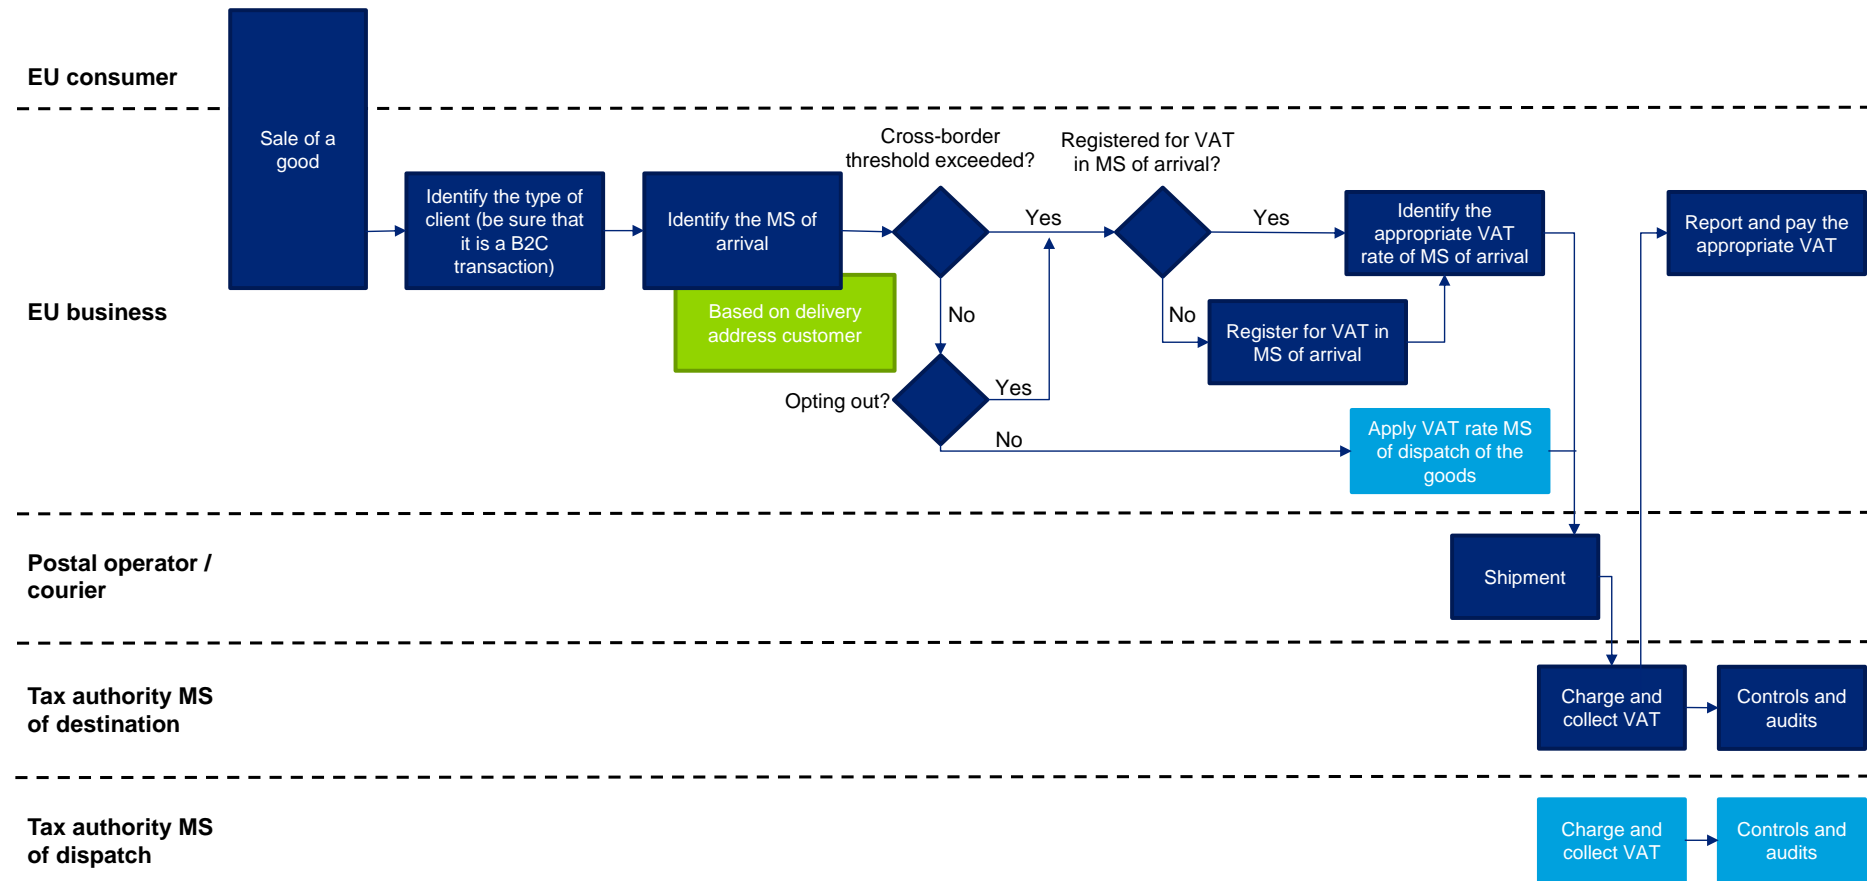 EU consumer
Sale of a
good
Cross-border
threshold exceeded?
Registered for VAT
in MS of arrival?
Identify the type of
client (be sure that
it is a B2C
transaction)
Identify the MS of
arrival
Yes
Yes
Identify the
appropriate VAT
rate of MS of arrival
Report and pay the
appropriate VAT
EU business
Based on delivery
address customer
No
No
Register for VAT in
MS of arrival
Opting out?
Yes
No
Apply VAT rate MS
of dispatch of the
goods
Postal operator /
courier
Shipment
Tax authority MS
of destination
Charge and
collect VAT
Controls and
audits
Tax authority MS
of dispatch
Charge and
collect VAT
Controls and
audits